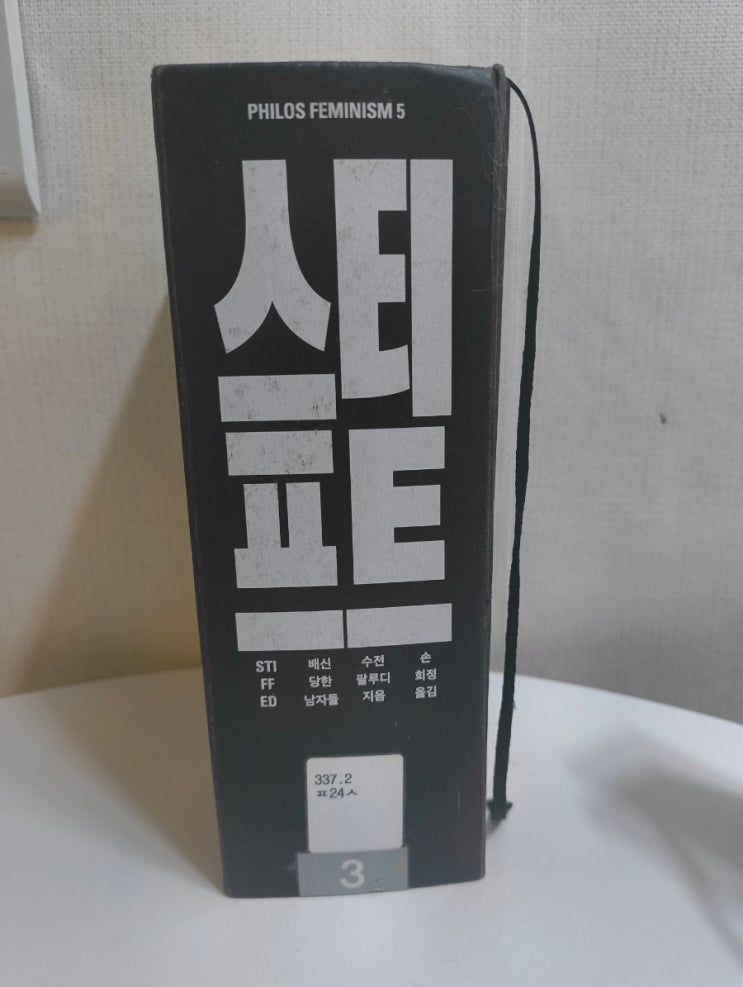 PHILOS FEMINISM 5
스티
프트
STI
FF
ED
배신
당한
남자들
수전
팔루디
지음
손
희정
옮김
337.2
ㅍ24ㅅ
3